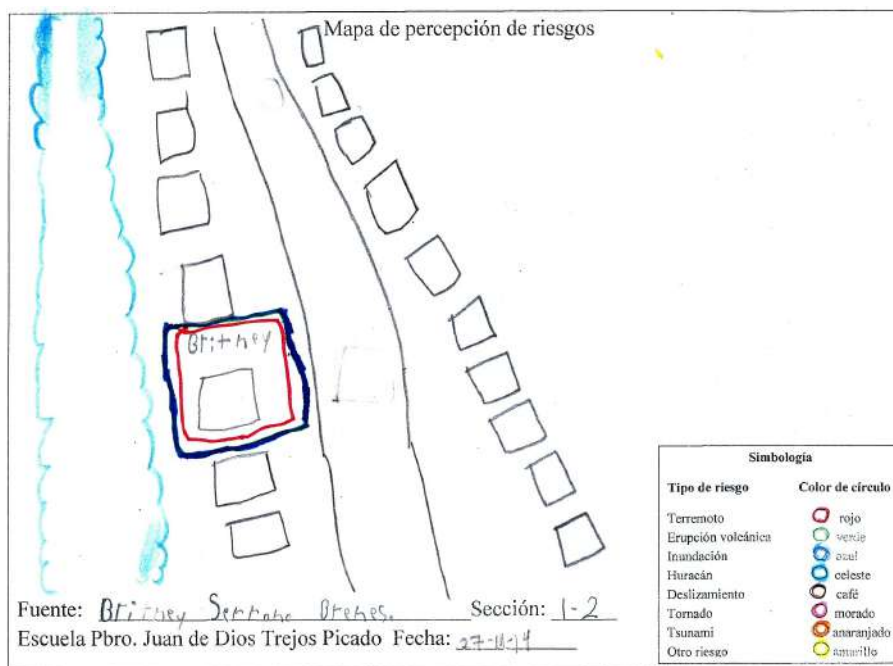 Mapa de percepción de riesgos
Britney
Simbología
Tipo de riesgo Color de círculo
Terremoto rojo
Erupción volcánica verde
Inundación azul
Huracán celeste
Deslizamiento café
Tornado morado
Tsunami anaranjado
Otro riesgo amarillo
Fuente: Britney Serrano Brenes. Sección: 1-2
Escuela Pbro. Juan de Dios Trejos Picado Fecha: